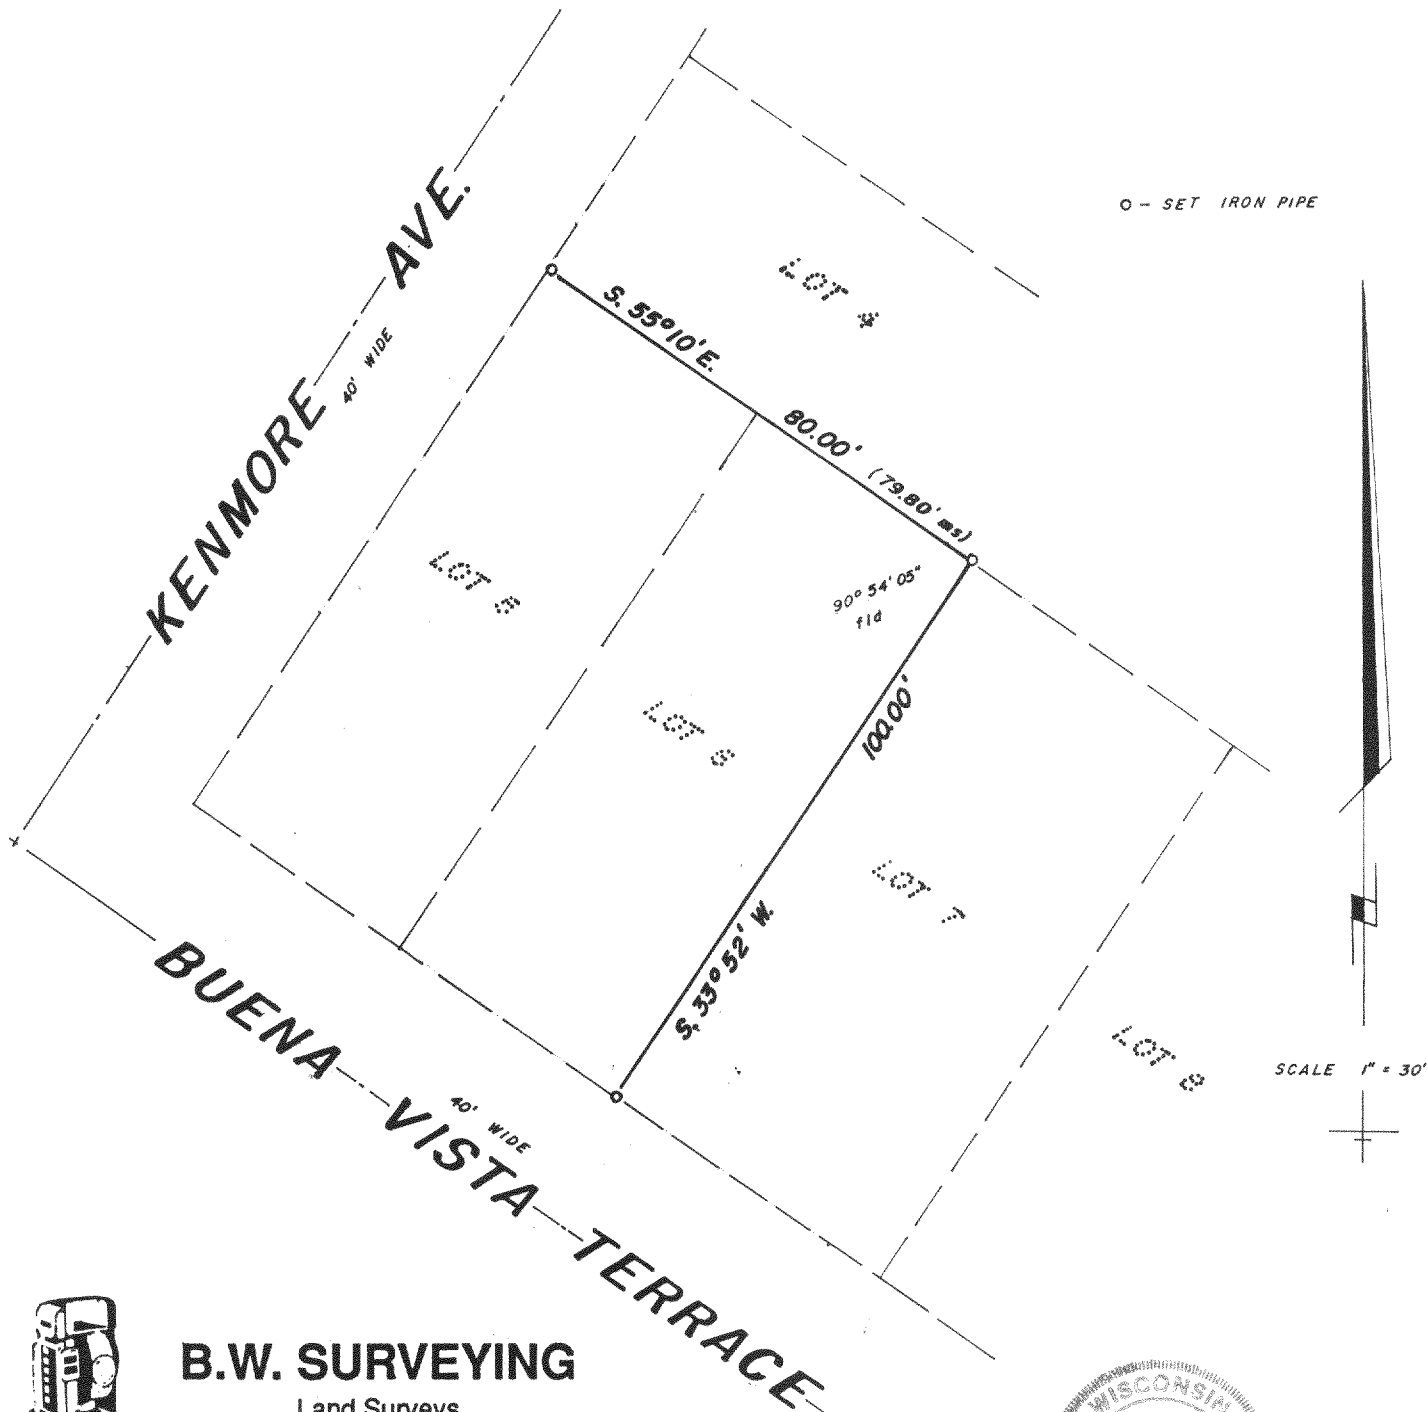 KENMORE AVE.
40' WIDE
O - SET IRON PIPE
LOT 4
S. 55°10' E.
80.00' (79.80' ms)
90° 54' 05"
fld
LOT 5
LOT 6
100.00'
S. 33° 52' W.
LOT 7
LOT 8
SCALE 1" = 30'
BUENA VISTA TERRACE
40' WIDE
B.W. SURVEYING
Land Surveys
WISCONSIN